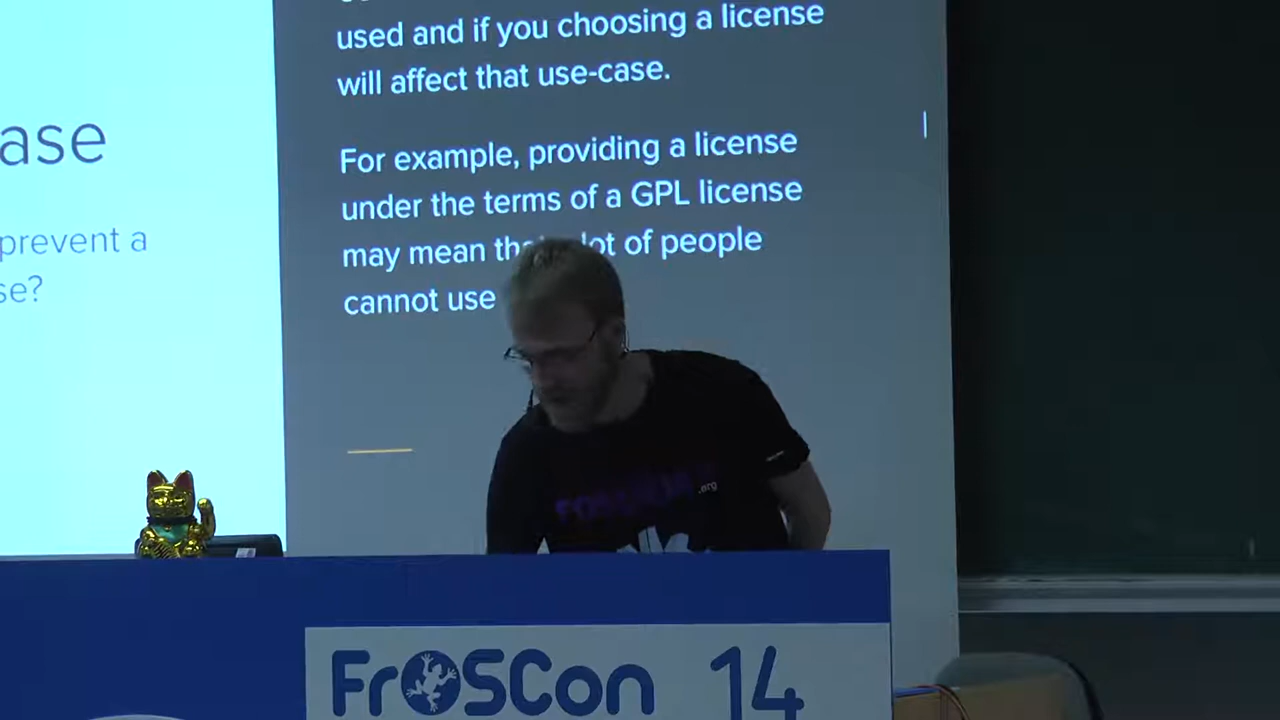 used and if you choosing a license
will affect that use-case.
For example, providing a license
under the terms of a GPL license
may mean lot of people
cannot use
ase
prevent a
se?
.org
FrOSCon 14